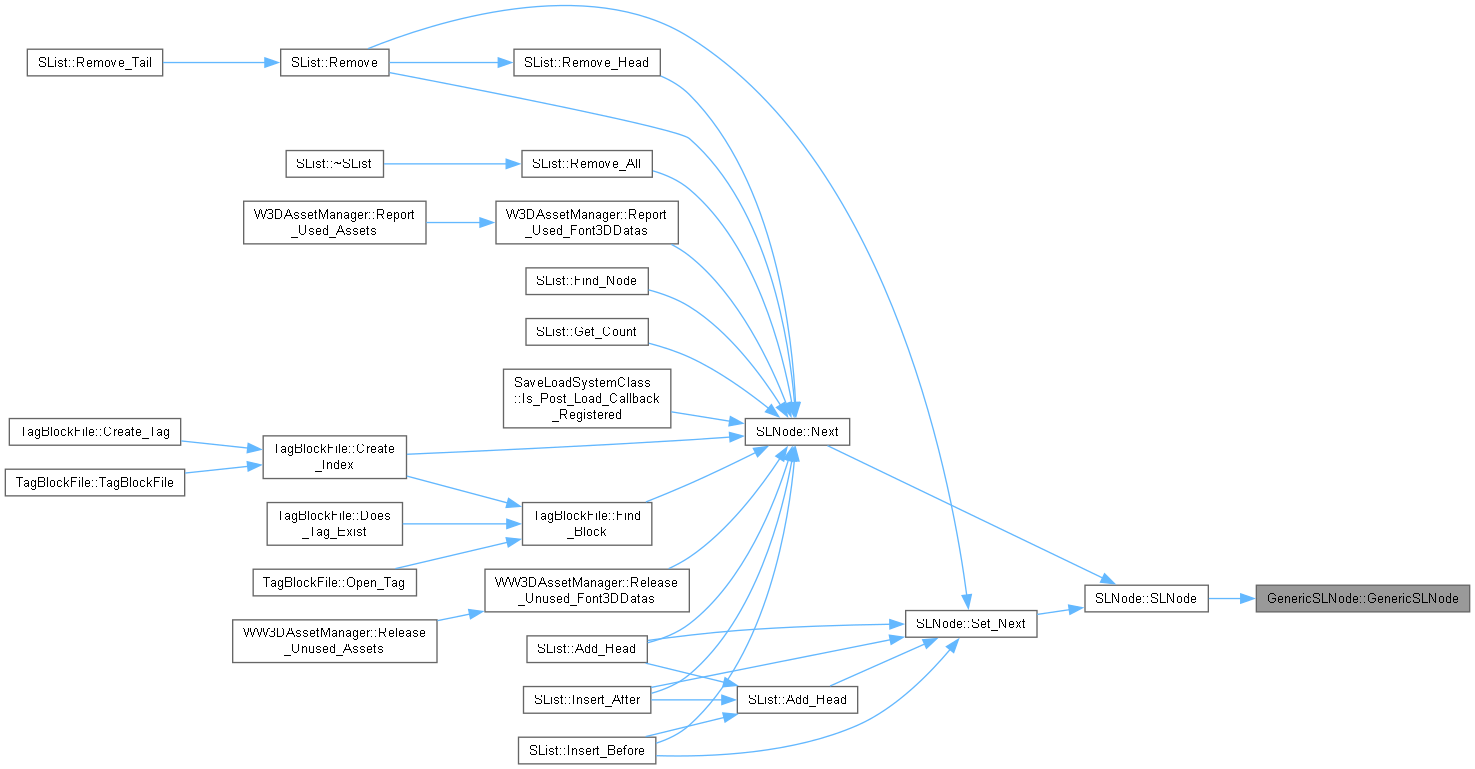 SList::Remove_Tail
SList::Remove
SList::Remove_Head
SList::~SList
SList::Remove_All
W3DAssetManager::Report
_Used_Assets
W3DAssetManager::Report
_Used_Font3DDatas
SList::Find_Node
SList::Get_Count
SaveLoadSystemClass
::Is_Post_Load_Callback
_Registered
SLNode::Next
TagBlockFile::Create_Tag
TagBlockFile::Create
_Index
TagBlockFile::TagBlockFile
TagBlockFile::Does
_Tag_Exist
TagBlockFile::Find
_Block
TagBlockFile::Open_Tag
WW3DAssetManager::Release
_Unused_Font3DDatas
SLNode::SLNode
GenericSLNode::GenericSLNode
SLNode::Set_Next
WW3DAssetManager::Release
_Unused_Assets
SList::Add_Head
SList::Insert_After
SList::Add_Head
SList::Insert_Before